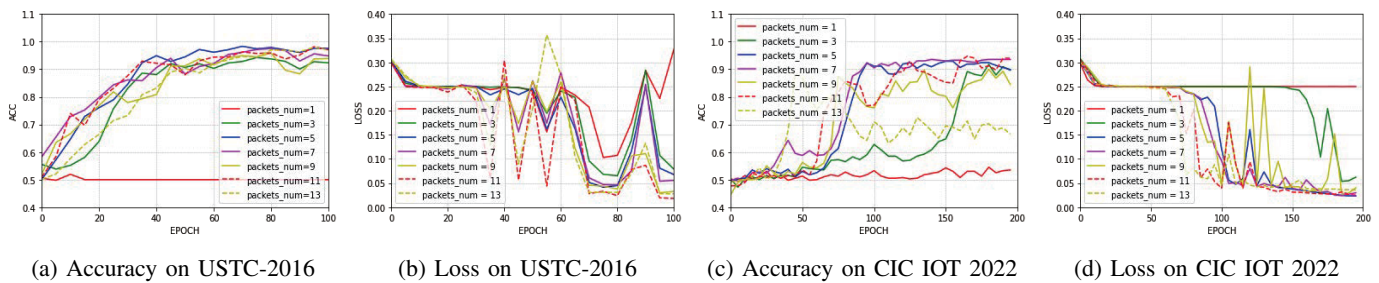 1.1
1.0
0.9
0.8
0.7
0.6
0.5
0.4
ACC
0
20
40
60
80
100
EPOCH
packets_num=1
packets_num=3
packets_num=5
packets_num=7
packets_num=9
packets_num=11
packets_num=13
(a) Accuracy on USTC-2016
0.40
0.35
0.30
0.25
0.20
0.15
0.10
0.05
0.00
LOSS
0
20
40
60
80
100
EPOCH
packets_num = 1
packets_num = 3
packets_num = 5
packets_num = 7
packets_num = 9
packets_num = 11
packets_num = 13
(b) Loss on USTC-2016
1.1
1.0
0.9
0.8
0.7
0.6
0.5
0.4
ACC
0
50
100
150
200
EPOCH
packets_num = 1
packets_num = 3
packets_num = 5
packets_num = 7
packets_num = 9
packets_num = 11
packets_num = 13
(c) Accuracy on CIC IOT 2022
0.40
0.35
0.30
0.25
0.20
0.15
0.10
0.05
0.00
LOSS
0
50
100
150
200
EPOCH
packets_num = 1
packets_num = 3
packets_num = 5
packets_num = 7
packets_num = 9
packets_num = 11
packets_num = 13
(d) Loss on CIC IOT 2022